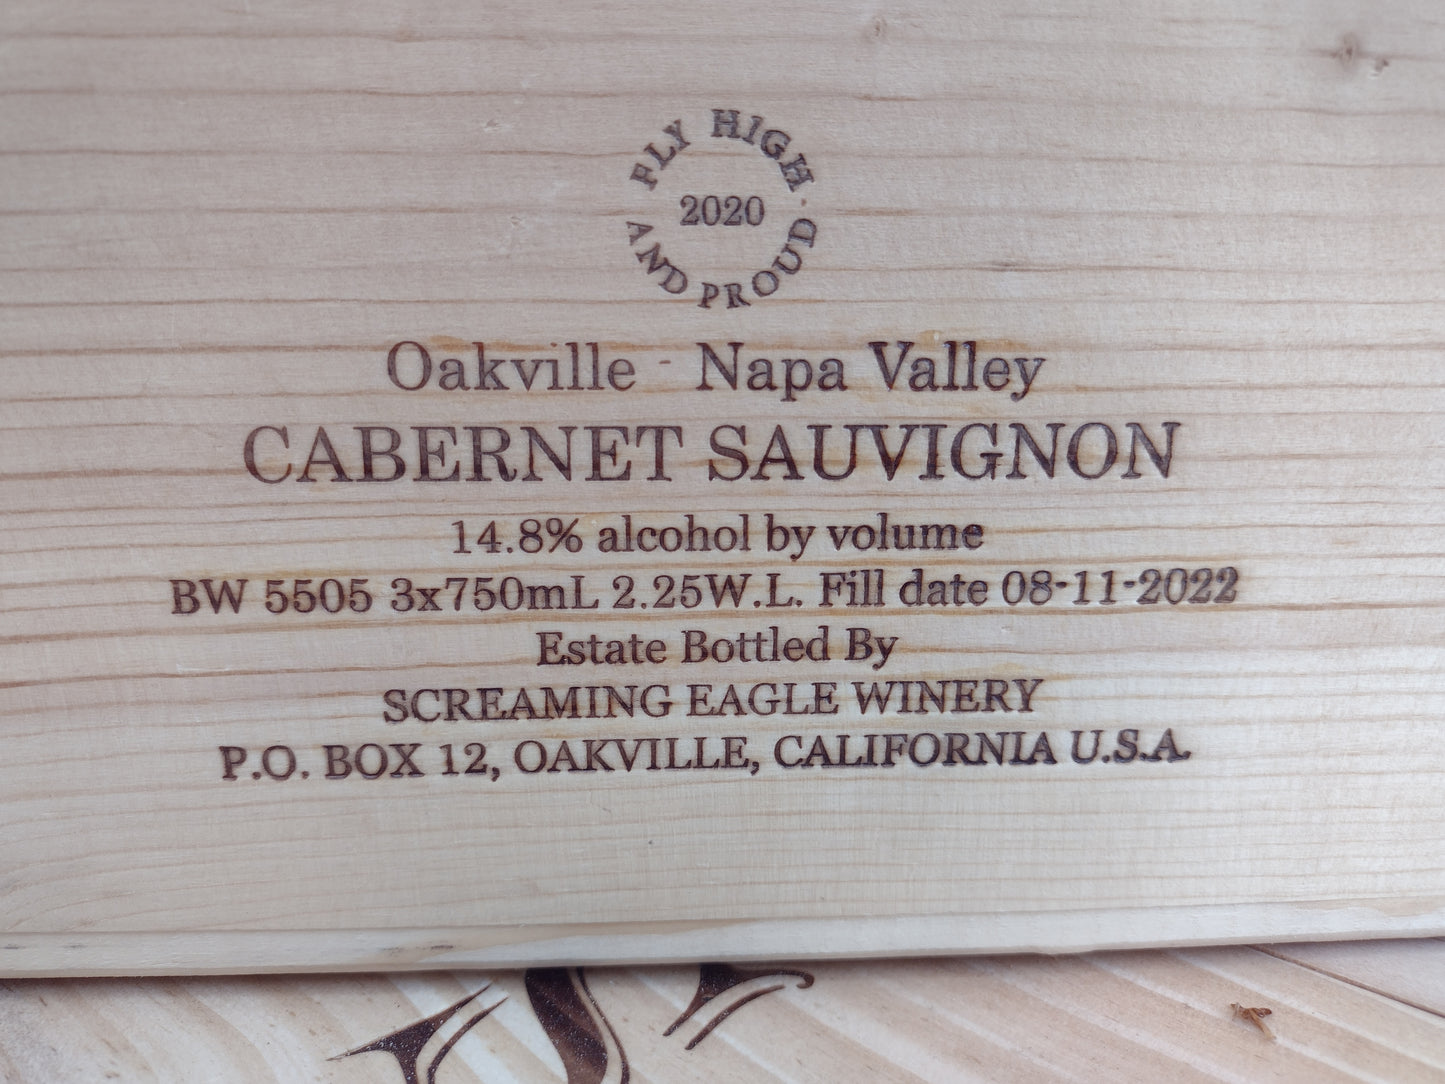 FLY HIGH ·
2020
AND PROUD
Oakville - Napa Valley
CABERNET SAUVIGNON
14.8% alcohol by volume
BW 5505 3x750mL 2.25W.L. Fill date 08-11-2022
Estate Bottled By
SCREAMING EAGLE WINERY
P.O. BOX 12, OAKVILLE, CALIFORNIA U.S.A.